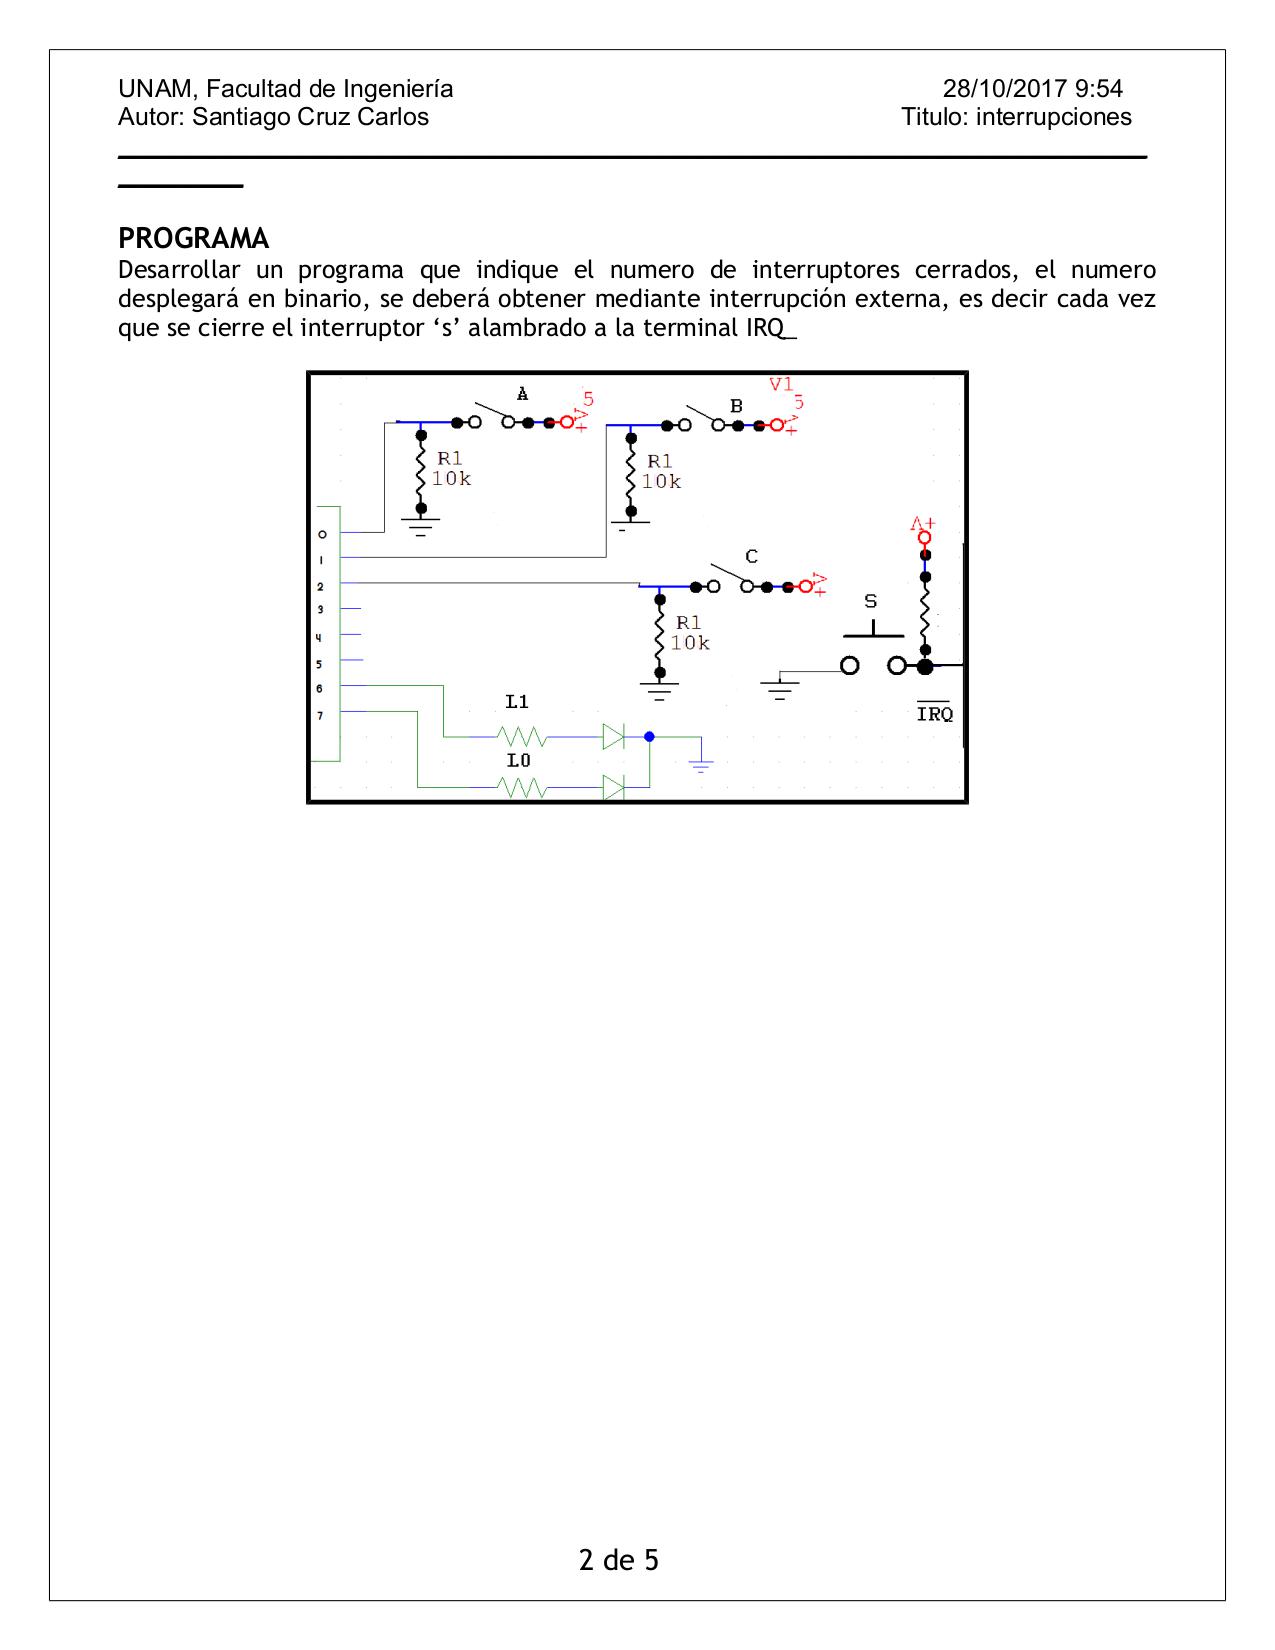 UNAM, Facultad de Ingeniería 28/10/2017 9:54
Autor: Santiago Cruz Carlos Titulo: interrupciones
PROGRAMA
Desarrollar un programa que indique el numero de interruptores cerrados, el numero
desplegará en binario, se deberá obtener mediante interrupción externa, es decir cada vez
que se cierre el interruptor ‘s’ alambrado a la terminal IRQ_
A
5
V
+
V1
B
5
V
+
R1
10k
R1
10k
V+
0
1
2
3
4
5
6
7
C
V
+
R1
10k
S
IRQ
L1
L0
2 de 5